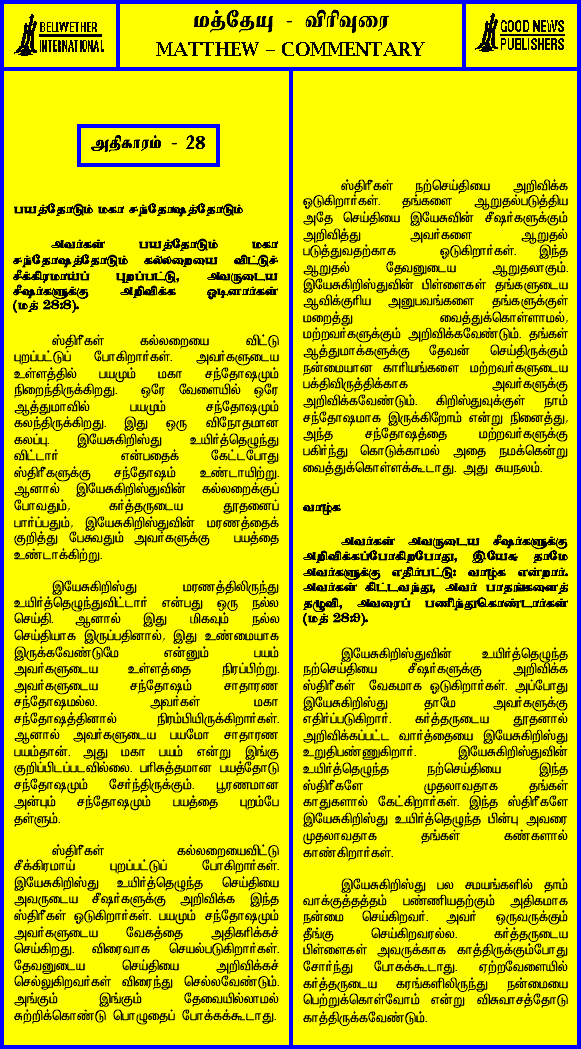 BELIWETHER
INTERNATIONAL
மத்தேயு - விரிவுரை
MATTHEW – COMMENTARY
GOOD NEWS
PUBLISHERS
அதிகாரம் - 28
பயத்தோடும் மகா சந்தோஷத்தோடும்
அவர்கள் பயத்தோடும் மகா
சந்தோஷத்தோடும் கல்லறையை விட்டுச்
சீக்கிரமாய்ப் புறப்பட்டு, அவருடைய
சீஷர்களுக்கு அறிவிக்க ஓடினார்கள்
(மத் 28:8).
ஸ்திரீகள் கல்லறையை விட்டு
புறப்பட்டுப் போகிறார்கள். அவர்களுடைய
உள்ளத்தில் பயமும் மகா சந்தோஷமும்
நிறைந்திருக்கிறது. ஒரே வேளையில் ஒரே
ஆத்துமாவில் பயமும் சந்தோஷமும்
கலந்திருக்கிறது. இது ஒரு விநோதமான
கலப்பு. இயேசுகிறிஸ்து உயிர்த்தெழுந்து
விட்டார் என்பதைக் கேட்டபோது
ஸ்திரீகளுக்கு சந்தோஷம் உண்டாயிற்று.
ஆனால் இயேசுகிறிஸ்துவின் கல்லறைக்குப்
போவதும், கர்த்தருடைய தூதனைப்
பார்ப்பதும், இயேசுகிறிஸ்துவின் மரணத்தைக்
குறித்து பேசுவதும் அவர்களுக்கு பயத்தை
உண்டாக்கிற்று.
இயேசுகிறிஸ்து மரணத்திலிருந்து
உயிர்த்தெழுந்துவிட்டார் என்பது ஒரு நல்ல
செய்தி. ஆனால் இது மிகவும் நல்ல
செய்தியாக இருப்பதினால், இது உண்மையாக
இருக்கவேண்டுமே என்னும் பயம்
அவர்களுடைய உள்ளத்தை நிரப்பிற்று.
அவர்களுடைய சந்தோஷம் சாதாரண
சந்தோஷமல்ல. அவர்கள் மகா
சந்தோஷத்தினால் நிரம்பியிருக்கிறார்கள்.
ஆனால் அவர்களுடைய பயமோ சாதாரண
பயம்தான். அது மகா பயம் என்று இங்கு
குறிப்பிடப்படவில்லை. பரிசுத்தமான பயத்தோடு
சந்தோஷமும் சேர்ந்திருக்கும். பூரணமான
அன்பும் சந்தோஷமும் பயத்தை புறம்பே
தள்ளும்.
ஸ்திரீகள் கல்லறையைவிட்டு
சீக்கிரமாய் புறப்பட்டுப் போகிறார்கள்.
இயேசுகிறிஸ்து உயிர்த்தெழுந்த செய்தியை
அவருடைய சீஷர்களுக்கு அறிவிக்க இந்த
ஸ்திரீகள் ஓடுகிறார்கள். பயமும் சந்தோஷமும்
அவர்களுடைய வேகத்தை அதிகரிக்கச்
செய்கிறது. விரைவாக செயல்படுகிறார்கள்.
தேவனுடைய செய்தியை அறிவிக்கச்
செல்லுகிறவர்கள் விரைந்து செல்லவேண்டும்.
அங்கும் இங்கும் தேவையில்லாமல்
சுற்றிக்கொண்டு பொழுதைப் போக்கக்கூடாது.
ஸ்திரீகள் நற்செய்தியை அறிவிக்க
ஓடுகிறார்கள். தங்களை ஆறுதல்படுத்திய
அதே செய்தியை இயேசுவின் சீஷர்களுக்கும்
அறிவித்து அவர்களை ஆறுதல்
படுத்துவதற்காக ஓடுகிறார்கள். இந்த
ஆறுதல் தேவனுடைய ஆறுதலாகும்.
இயேசுகிறிஸ்துவின் பிள்ளைகள் தங்களுடைய
ஆவிக்குரிய அனுபவங்களை தங்களுக்குள்
மறைத்து வைத்துக்கொள்ளாமல்,
மற்றவர்களுக்கும் அறிவிக்கவேண்டும். தங்கள்
ஆத்துமாக்களுக்கு தேவன் செய்திருக்கும்
நன்மையான காரியங்களை மற்றவர்களுடைய
பக்திவிருத்திக்காக அவர்களுக்கு
அறிவிக்கவேண்டும். கிறிஸ்துவுக்குள் நாம்
சந்தோஷமாக இருக்கிறோம் என்று நினைத்து,
அந்த சந்தோஷத்தை மற்றவர்களுக்கு
பகிர்ந்து கொடுக்காமல் அதை நமக்கென்று
வைத்துக்கொள்ளக்கூடாது. அது சுயநலம்.
வாழ்க
அவர்கள் அவருடைய சீஷர்களுக்கு
அறிவிக்கப்போகிறபோது, இயேசு தாமே
அவர்களுக்கு எதிர்பட்டு: வாழ்க என்றார்.
அவர்கள் கிட்டவந்து, அவர் பாதங்களைத்
தழுவி, அவரைப் பணிந்துகொண்டார்கள்
(மத் 28:9).
இயேசுகிறிஸ்துவின் உயிர்த்தெழுந்த
நற்செய்தியை சீஷர்களுக்கு அறிவிக்க
ஸ்திரீகள் வேகமாக ஓடுகிறார்கள். அப்போது
இயேசுகிறிஸ்து தாமே அவர்களுக்கு
எதிர்ப்படுகிறார். கர்த்தருடைய தூதனால்
அறிவிக்கப்பட்ட வார்த்தையை இயேசுகிறிஸ்து
உறுதிபண்ணுகிறார். இயேசுகிறிஸ்துவின்
உயிர்த்தெழுந்த நற்செய்தியை இந்த
ஸ்திரீகளே முதலாவதாக தங்கள்
காதுகளால் கேட்கிறார்கள். இந்த ஸ்திரீகளே
இயேசுகிறிஸ்து உயிர்த்தெழுந்த பின்பு அவரை
முதலாவதாக தங்கள் கண்களால்
காண்கிறார்கள்.
இயேசுகிறிஸ்து பல சமயங்களில் தாம்
வாக்குத்தத்தம் பண்ணியதற்கும் அதிகமாக
நன்மை செய்கிறவர். அவர் ஒருவருக்கும்
தீங்கு செய்கிறவரல்ல. கர்த்தருடைய
பிள்ளைகள் அவருக்காக காத்திருக்கும்போது
சோர்ந்து போகக்கூடாது. ஏற்றவேளையில்
கர்த்தருடைய கரங்களிலிருந்து நன்மையை
பெற்றுக்கொள்வோம் என்று விசுவாசத்தோடு
காத்திருக்கவேண்டும்.